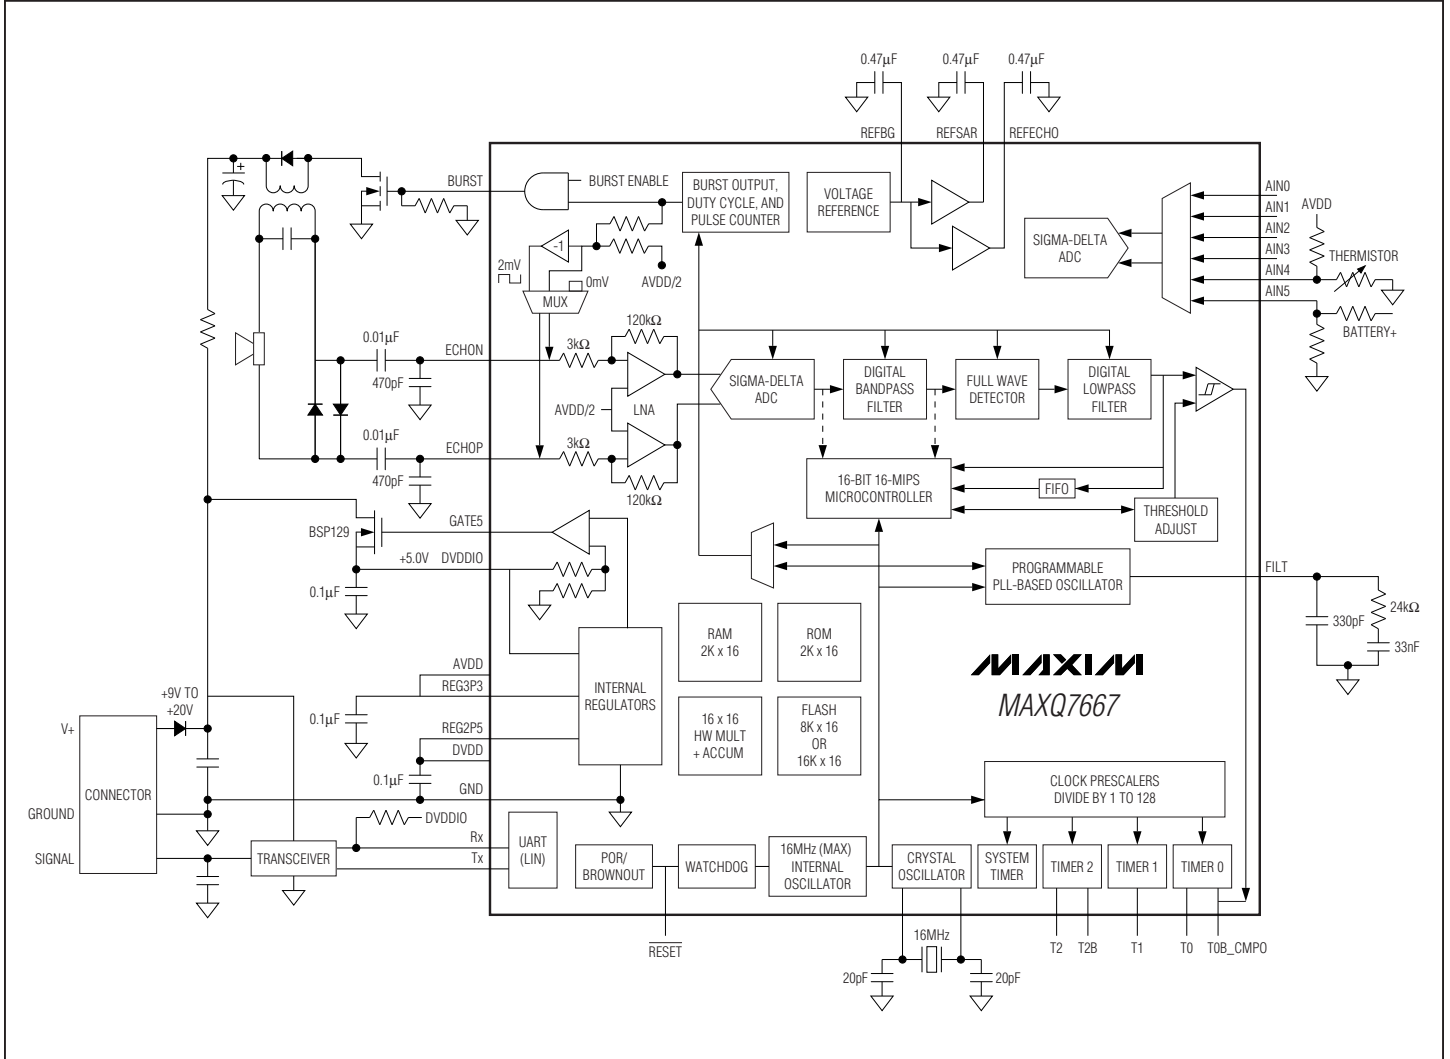 0.47µF
0.47µF
0.47µF
REFBG
REFSAR
REFECHO
+
BURST
BURST ENABLE
BURST OUTPUT,
DUTY CYCLE, AND
PULSE COUNTER
VOLTAGE
REFERENCE
SIGMA-DELTA
ADC
AIN0
AIN1
AIN2
AIN3
AIN4
AIN5
AVDD
THERMISTOR
BATTERY+
-1
2mV
0mV
MUX
AVDD/2
120kΩ
0.01µF
ECHON
3kΩ
470pF
AVDD/2
LNA
SIGMA-DELTA
ADC
DIGITAL
BANDPASS
FILTER
FULL WAVE
DETECTOR
DIGITAL
LOWPASS
FILTER
0.01µF
ECHOP
3kΩ
470pF
120kΩ
16-BIT 16-MIPS
MICROCONTROLLER
FIFO
THRESHOLD
ADJUST
BSP129
GATE5
+5.0V
DVDDIO
0.1µF
PROGRAMMABLE
PLL-BASED OSCILLATOR
FILT
330pF
24kΩ
33nF
RAM
2K x 16
ROM
2K x 16
MAXIM
MAXQ7667
AVDD
REG3P3
INTERNAL
REGULATORS
16 x 16
HW MULT
+ ACCUM
FLASH
8K x 16
OR
16K x 16
+9V TO
+20V
0.1µF
V+
REG2P5
DVDD
0.1µF
CONNECTOR
GND
GROUND
DVDDIO
CLOCK PRESCALERS
DIVIDE BY 1 TO 128
SIGNAL
TRANSCEIVER
Rx
Tx
UART
(LIN)
POR/
BROWNOUT
WATCHDOG
16MHz (MAX)
INTERNAL
OSCILLATOR
CRYSTAL
OSCILLATOR
SYSTEM
TIMER
TIMER 2
TIMER 1
TIMER 0
RESET
16MHz
T2
T2B
T1
T0
T0B_CMPO
20pF
20pF